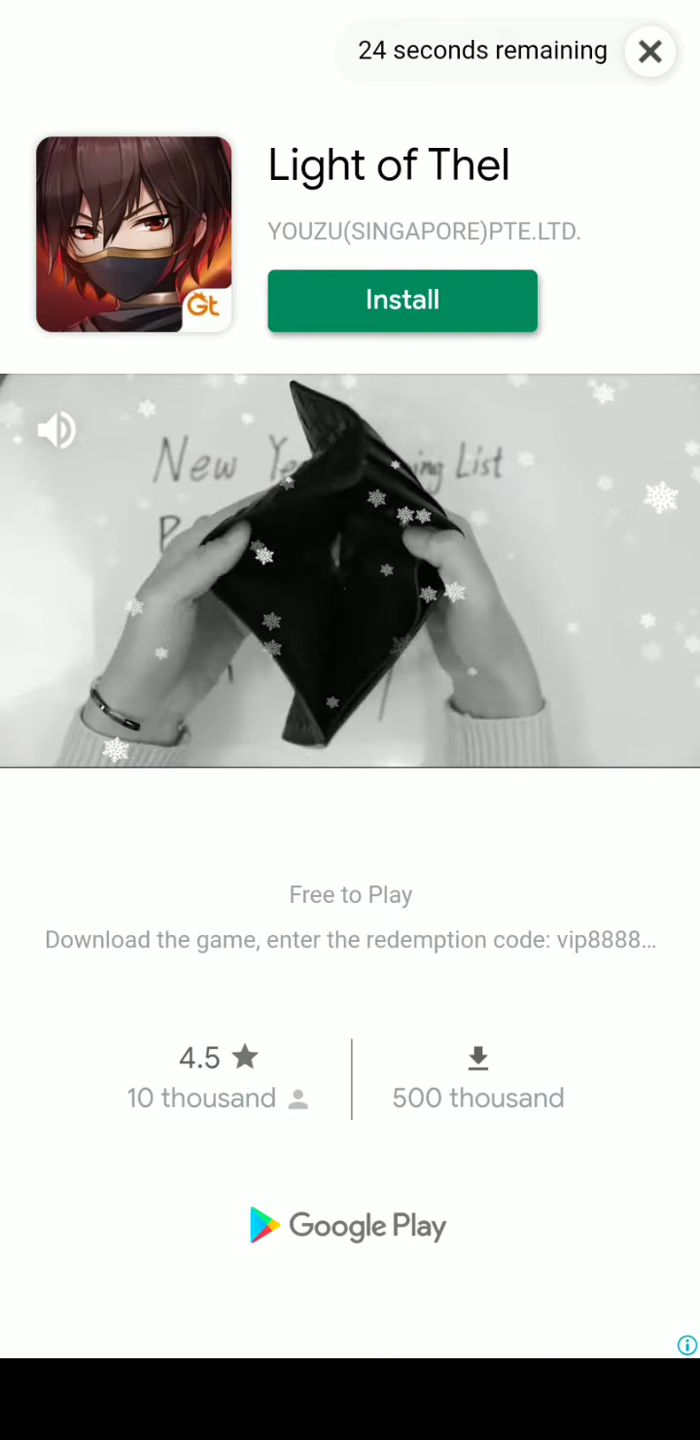 24 seconds remaining
Light of Thel
YOUZU(SINGAPORE)PTE.LTD.
Gt
Install
New
ing List
Free to Play
Download the game, enter the redemption code: vip8888...
4.5
10 thousand
500 thousand
Google Play